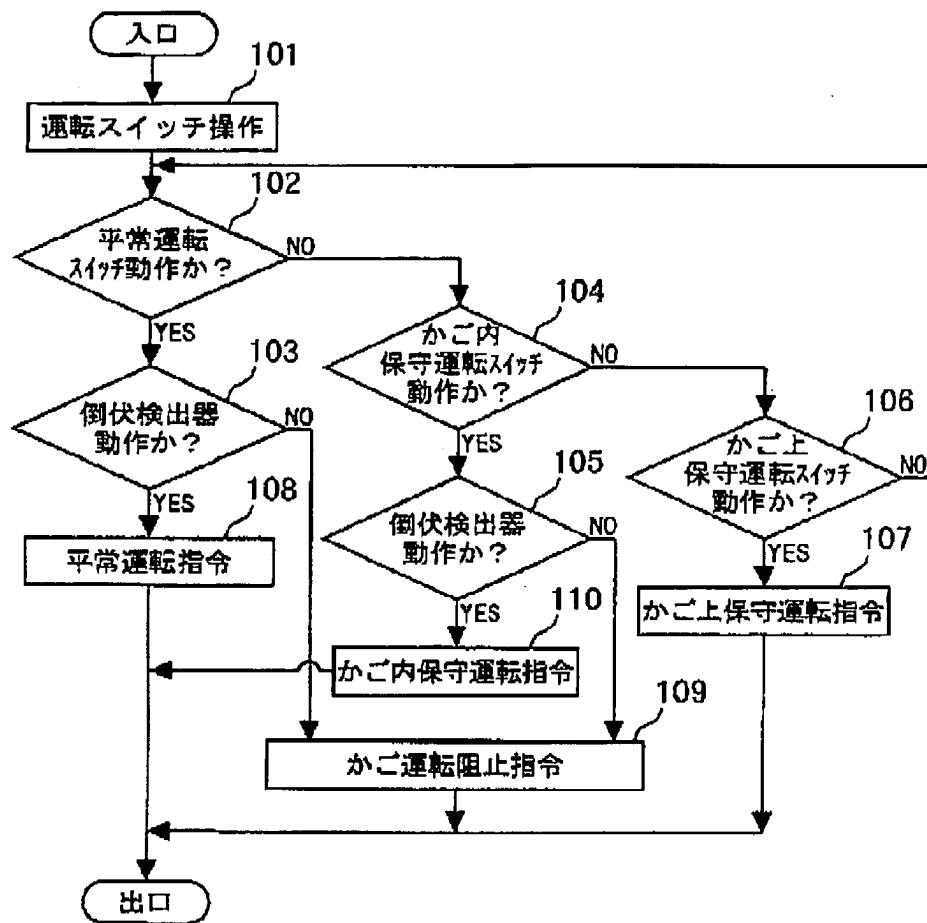 入口
101
運転スイッチ操作
102
平常運転
スイッチ動作か？
NO
YES
103
倒伏検出器
動作か？
NO
YES
108
平常運転指令
104
かご内
保守運転スイッチ
動作か？
NO
YES
105
倒伏検出器
動作か？
NO
YES
110
かご内保守運転指令
106
かご上
保守運転スイッチ
動作か？
NO
YES
107
かご上保守運転指令
109
かご運転阻止指令
出口